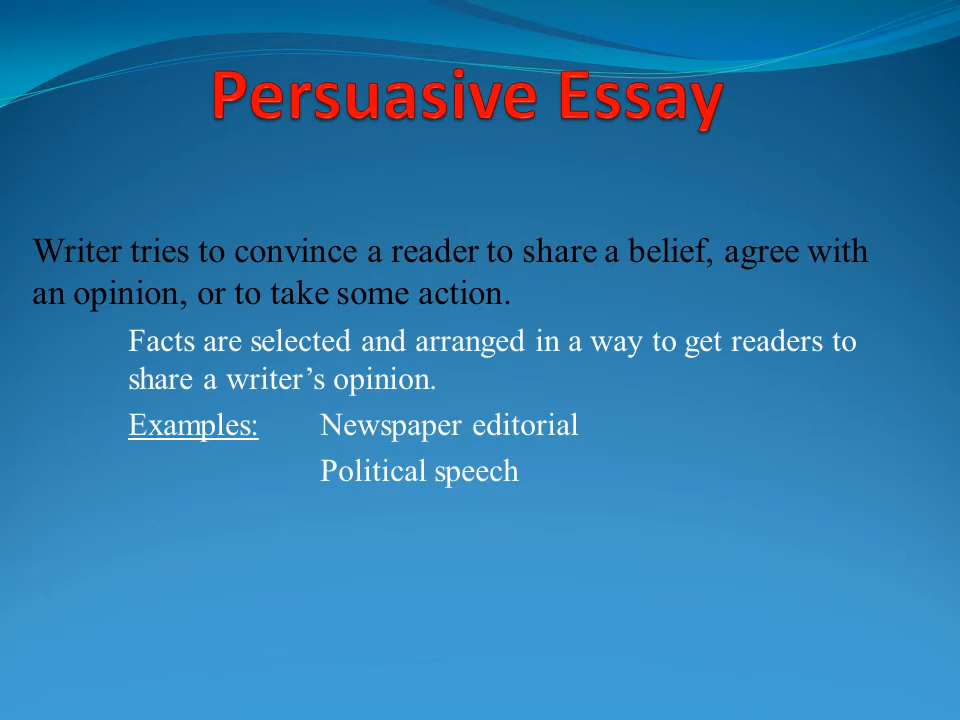 Persuasive Essay
Writer tries to convince a reader to share a belief, agree with
an opinion, or to take some action.
Facts are selected and arranged in a way to get readers to
share a writer’s opinion.
Examples: Newspaper editorial
Political speech